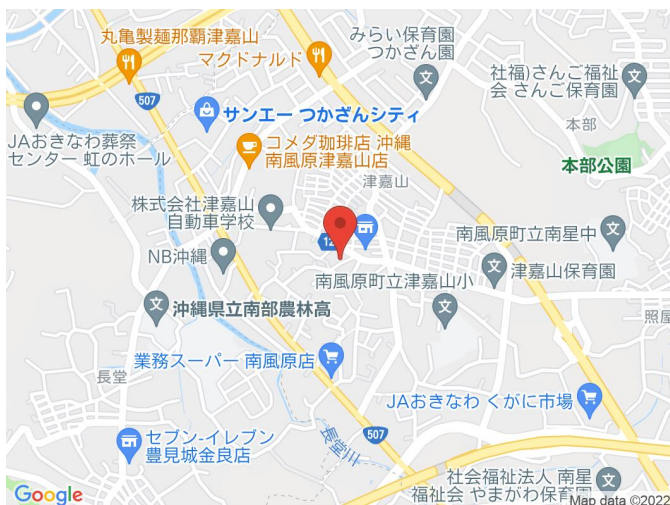 丸亀製麺那覇津嘉山
マクドナルド
みらい保育園
つかざん園
社福)さんご福祉
会 さんご保育園
507
サンエー つかざんシティ
本部
JAおきなわ葬祭
センター 虹のホール
コメダ珈琲店 沖縄
南風原津嘉山店
本部公園
津嘉山
株式会社津嘉山
自動車学校
南風原町立南星中
NB沖縄
南風原町立津嘉山小
津嘉山保育園
沖縄県立南部農林高
照屋
業務スーパー 南風原店
長堂
JAおきなわ くがに市場
セブン-イレブン
豊見城金良店
507
社会福祉法人 南星
福祉会 やまがわ保育園
Google
Map data ©2022